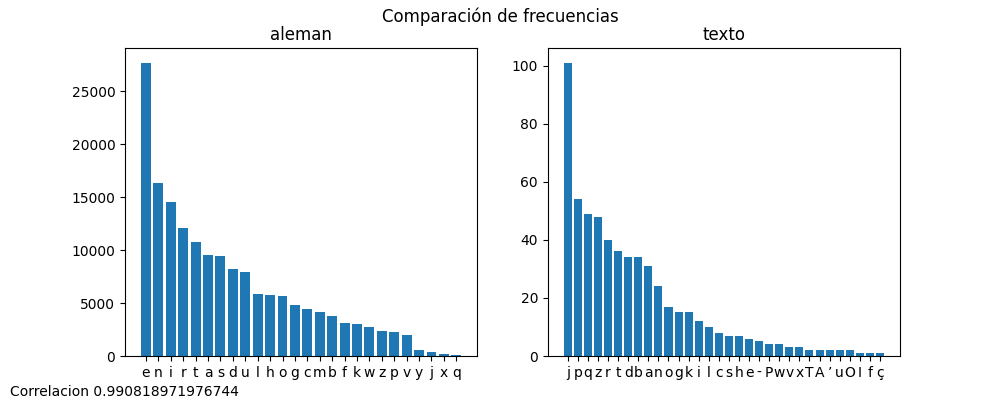 Comparación de frecuencias
aleman
texto
25000
20000
15000
10000
5000
0
e n i r t a s d u l h o g c m b f k w z p v y j x q
100
80
60
40
20
0
j p q z r t d b a n o g k i l c s h e - P w v x T A ’ u O I f ç
Correlacion 0.990818971976744